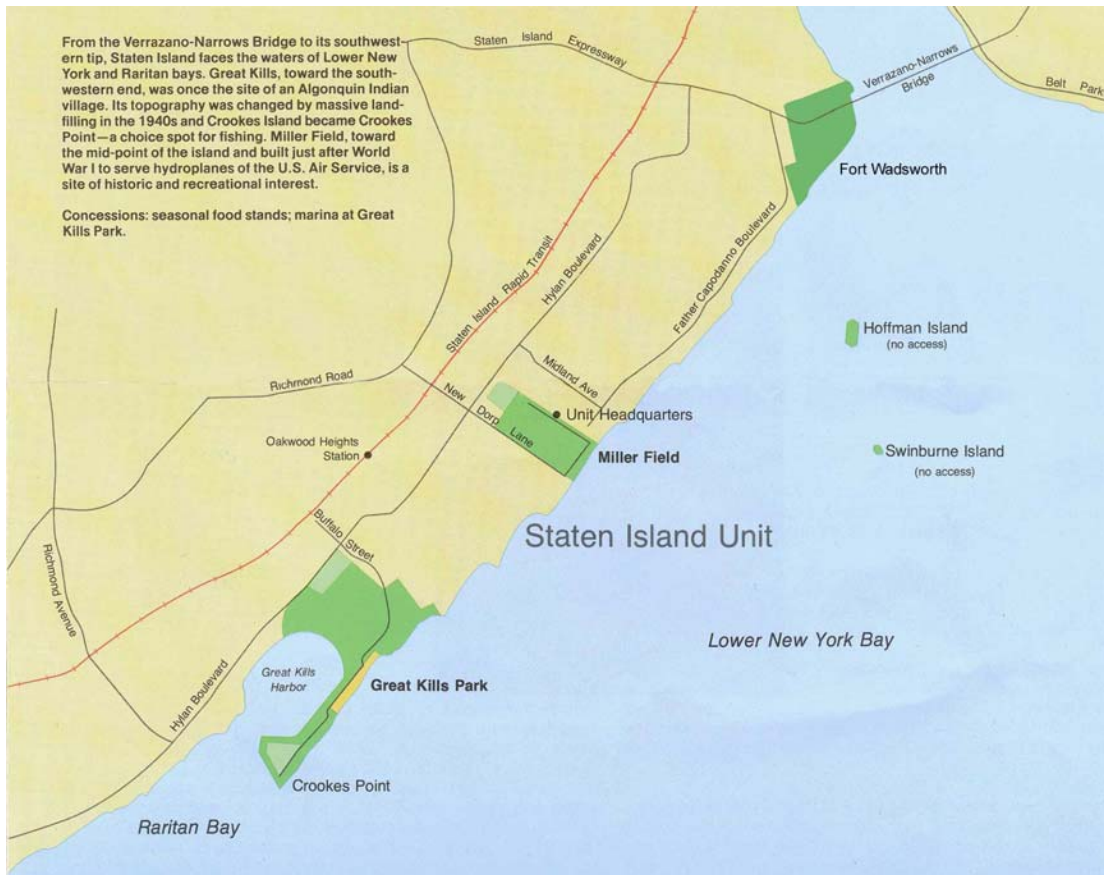 From the Verrazano-Narrows Bridge to its southwest-
ern tip, Staten Island faces the waters of Lower New
York and Raritan bays. Great Kills, toward the south-
western end, was once the site of an Algonquin Indian
village. Its topography was changed by massive land-
filling in the 1940s and Crookes Island became Crookes
Point—a choice spot for fishing. Miller Field, toward
the mid-point of the island and built just after World
War I to serve hydroplanes of the U.S. Air Service, is a
site of historic and recreational interest.
Concessions: seasonal food stands; marina at Great
Kills Park.
Staten Island Expressway
Verrazano-Narrows
Bridge
Belt Park
Fort Wadsworth
Staten Island Rapid Transit
Hylan Boulevard
Father Capodanno Boulevard
Hoffman Island
(no access)
Richmond Road
Midland Ave
New Dorp Lane
Unit Headquarters
Oakwood Heights
Station
Miller Field
Swinburne Island
(no access)
Buffalo Street
Staten Island Unit
Richmond Avenue
Lower New York Bay
Great Kills
Harbor
Great Kills Park
Hylan Boulevard
Crookes Point
Raritan Bay